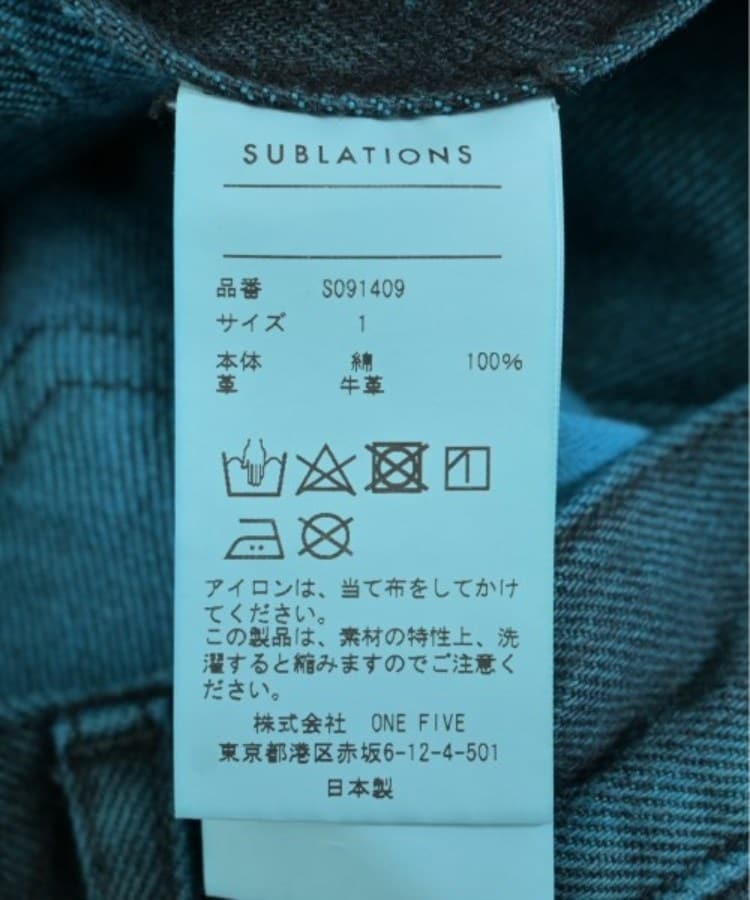 SUBLATIONS
品番 S091409
サイズ 1
本体 綿 100%
革 牛革
アイロンは、当て布をしてかけ
てください。
この製品は、素材の特性上、洗
濯すると縮みますのでご注意く
ださい。
株式会社 ONE FIVE
東京都港区赤坂6-12-4-501
日本製